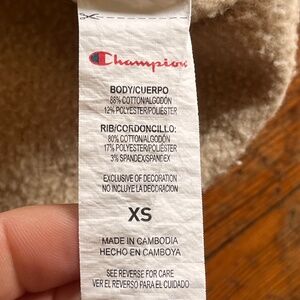 Champion
BODY/CUERPO
88% COTTON/ALGODÓN
12% POLYESTER/POLIÉSTER
RIB/CORDONCILLO:
80% COTTON/ALGODÓN
17% POLYESTER/POLIÉSTER
3% SPANDEX/SPANDEX
EXCLUSIVE OF DECORATION
NO INCLUYE LA DECORACION
XS
MADE IN CAMBODIA
HECHO EN CAMBOYA
SEE REVERSE FOR CARE
VER EL REVERSO PARA EL CUIDADO